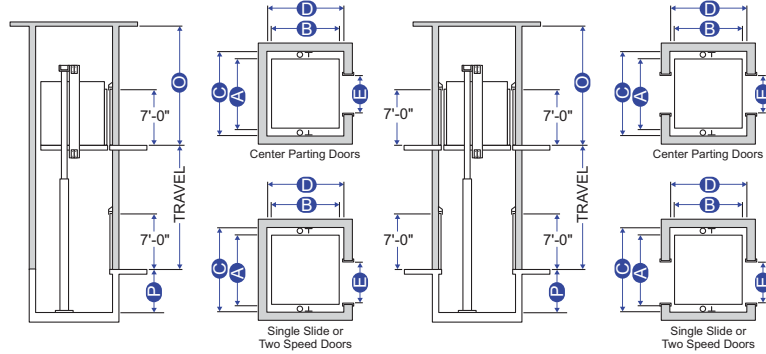 D
B
C
A
E
Center Parting Doors
O
7'-0"
TRAVEL
7'-0"
P
D
B
C
A
E
Single Slide or
Two Speed Doors
7'-0"
7'-0"
O
7'-0"
TRAVEL
7'-0"
P
D
B
C
A
E
Center Parting Doors
D
B
C
A
E
Single Slide or
Two Speed Doors